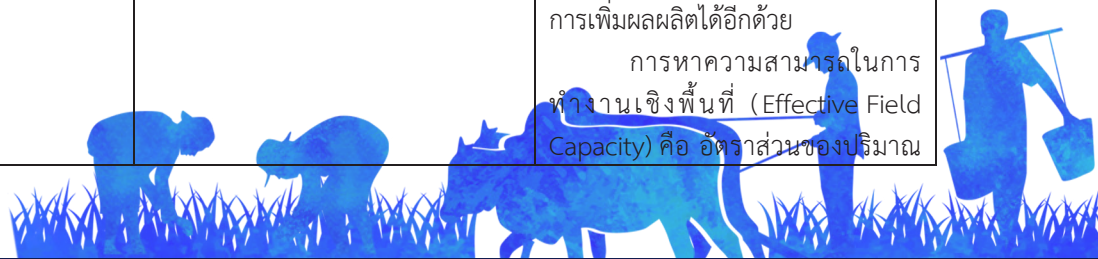 การเพิ่มผลผลิตได้อีกด้วย
การหาความสามารถในการ
ทำงานเชิงพื้นที่ (Effective Field
Capacity) คือ อัตราส่วนของปริมาณ